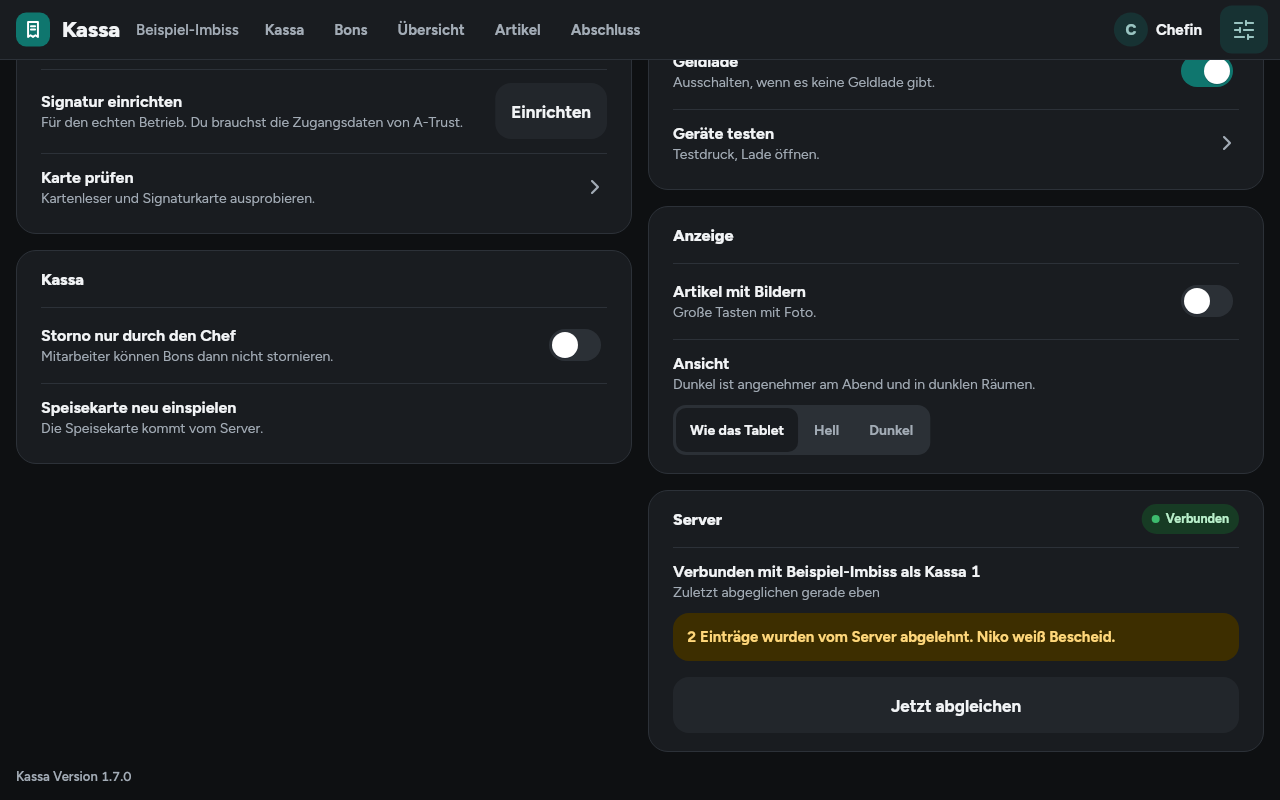 Kassa
Beispiel-Imbiss
Kassa
Bons
Übersicht
Artikel
Abschluss
C
Chefin
Signatur einrichten
Für den echten Betrieb. Du brauchst die Zugangsdaten von A-Trust.
Einrichten
Karte prüfen
Kartenleser und Signaturkarte ausprobieren.
Kassa
Storno nur durch den Chef
Mitarbeiter können Bons dann nicht stornieren.
Speisekarte neu einspielen
Die Speisekarte kommt vom Server.
Geldlade
Ausschalten, wenn es keine Geldlade gibt.
Geräte testen
Testdruck, Lade öffnen.
Anzeige
Artikel mit Bildern
Große Tasten mit Foto.
Ansicht
Dunkel ist angenehmer am Abend und in dunklen Räumen.
Wie das Tablet
Hell
Dunkel
Server
Verbunden
Verbunden mit Beispiel-Imbiss als Kassa 1
Zuletzt abgeglichen gerade eben
2 Einträge wurden vom Server abgelehnt. Niko weiß Bescheid.
Jetzt abgleichen
Kassa Version 1.7.0